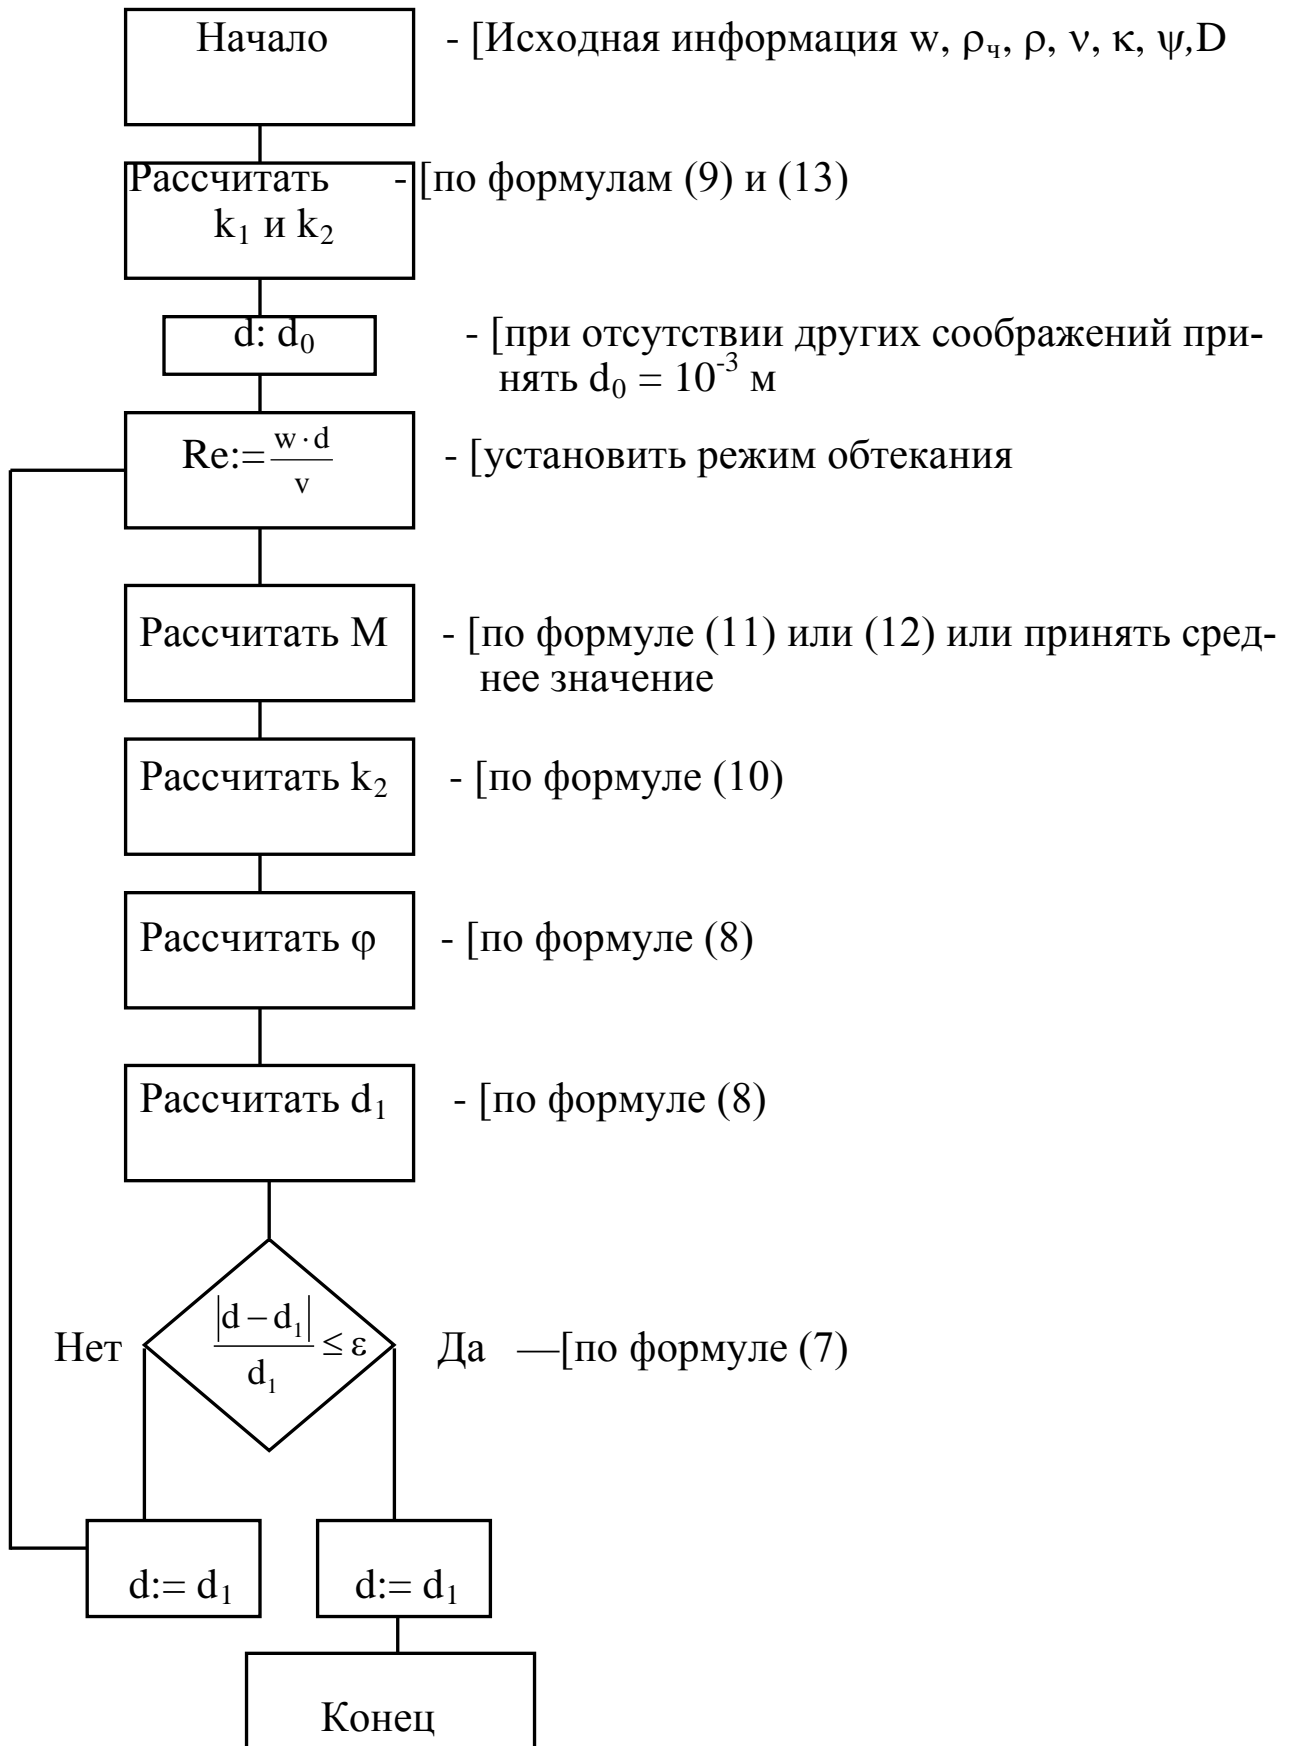 Начало - [Исходная информация w, ρч, ρ, ν, κ, ψ,D
Рассчитать - [по формулам (9) и (13)
k₁ и k₂
d: d₀ - [при отсутствии других соображений при-
нять d₀ = 10⁻³ м
Re:= w · d / ν - [установить режим обтекания
Рассчитать M - [по формуле (11) или (12) или принять сред-
нее значение
Рассчитать k₂ - [по формуле (10)
Рассчитать φ - [по формуле (8)
Рассчитать d₁ - [по формуле (8)
Нет |d − d₁| / d₁ ≤ ε Да —[по формуле (7)
d:= d₁ d:= d₁
Конец